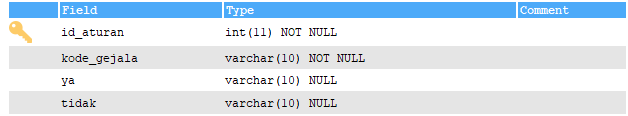 Field Type Comment
id_aturan int(11) NOT NULL
kode_gejala varchar(10) NOT NULL
ya varchar(10) NULL
tidak varchar(10) NULL